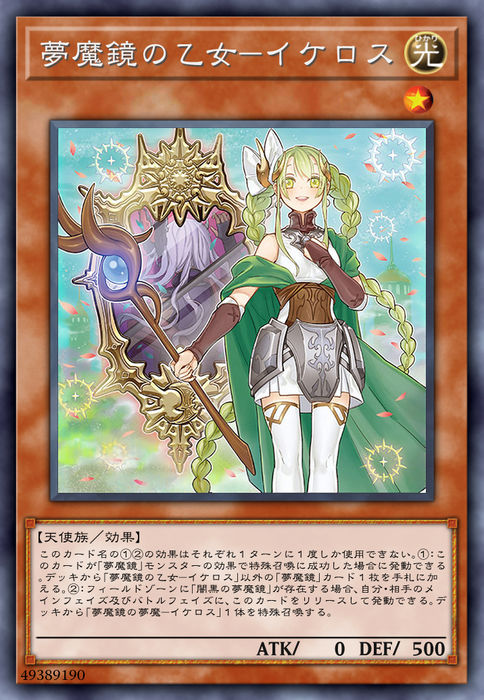 夢魔鏡の乙女－イケロス
ひかり
光
【天使族／効果】
このカード名の①②の効果はそれぞれ１ターンに１度しか使用できない。①：こ
のカードが「夢魔鏡」モンスターの効果で特殊召喚に成功した場合に発動でき
る。デッキから「夢魔鏡の乙女－イケロス」以外の「夢魔鏡」カード１枚を手札に加
える。②：フィールドゾーンに「闇黒の夢魔鏡」が存在する場合、自分・相手のメ
インフェイズ及びバトルフェイズに、このカードをリリースして発動できる。デ
ッキから「夢魔鏡の夢魔－イケロス」１体を特殊召喚する。
ATK/ 0 DEF/ 500
49389190